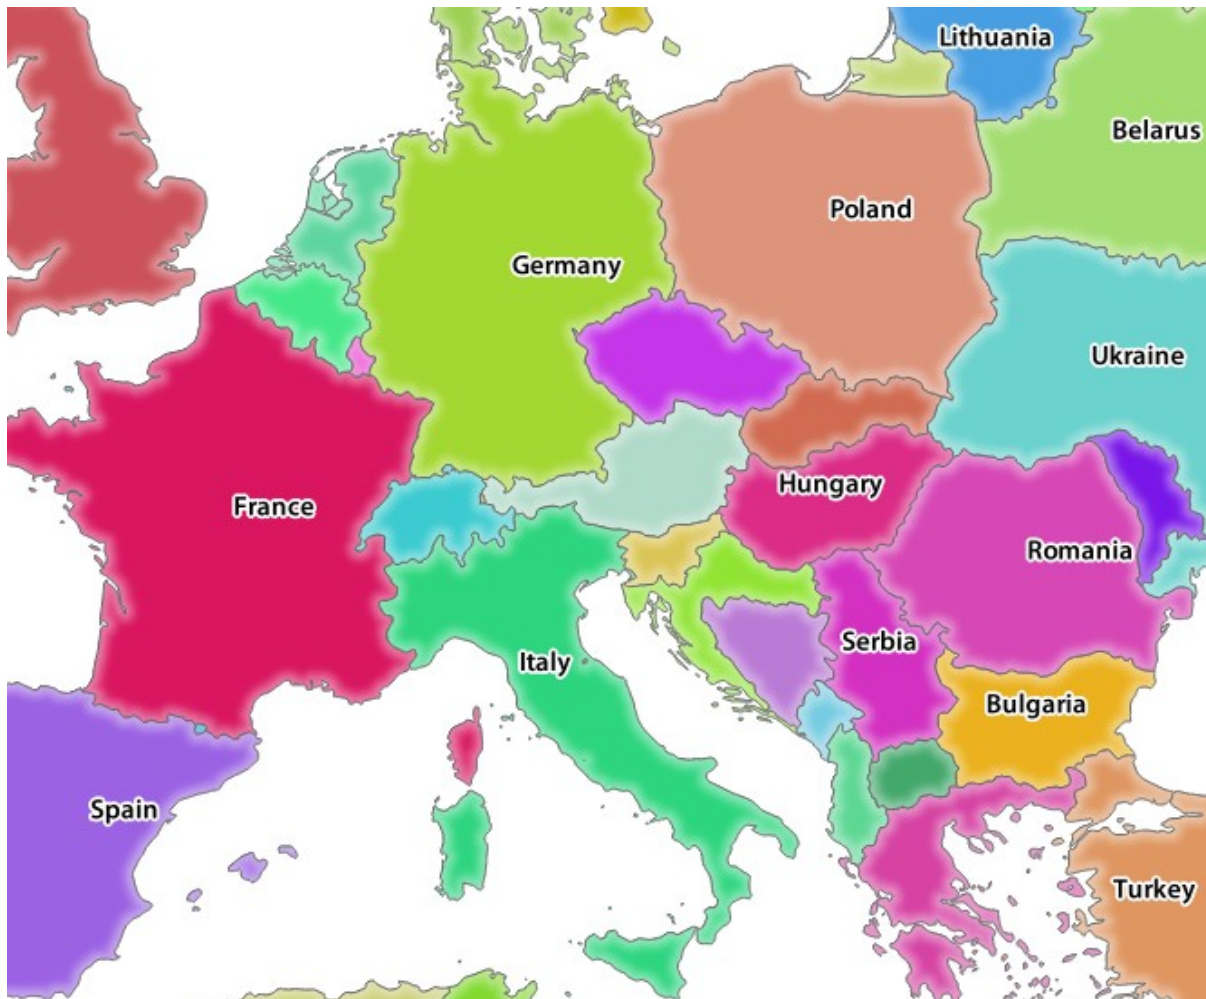 Lithuania
Belarus
Poland
Germany
Ukraine
Hungary
France
Romania
Serbia
Italy
Bulgaria
Spain
Turkey